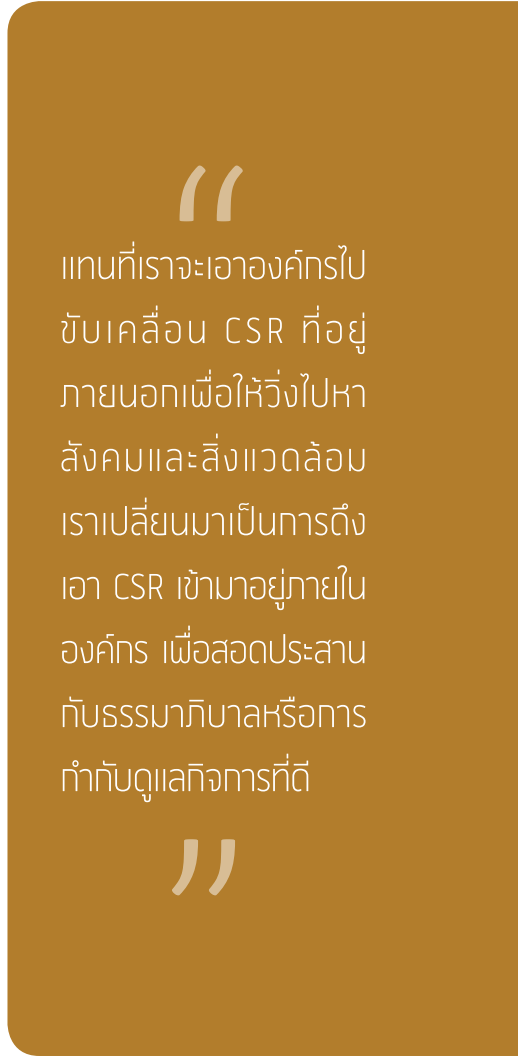 “
แทนที่เราจะเอาองค์กรไป
ขับเคลื่อน CSR ที่อยู่
ภายนอกเพื่อให้วิ่งไปหา
สังคมและสิ่งแวดล้อม
เราเปลี่ยนมาเป็นการดึง
เอา CSR เข้ามาอยู่ภายใน
องค์กร เพื่อสอดประสาน
กับธรรมาภิบาลหรือการ
กำกับดูแลกิจการที่ดี
”